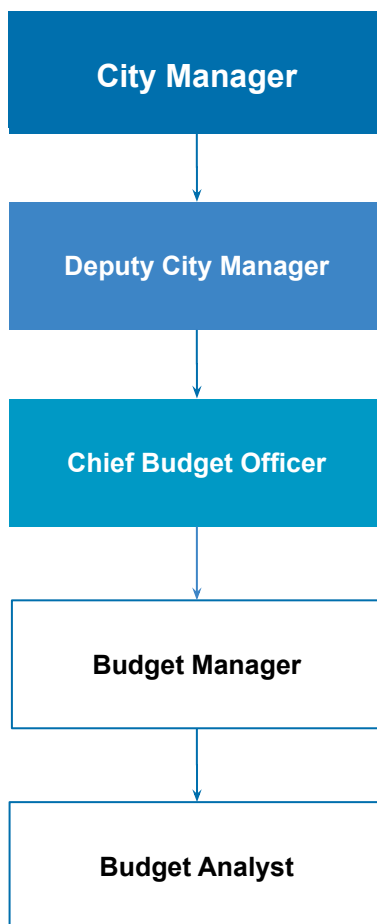 City Manager
Deputy City Manager
Chief Budget Officer
Budget Manager
Budget Analyst